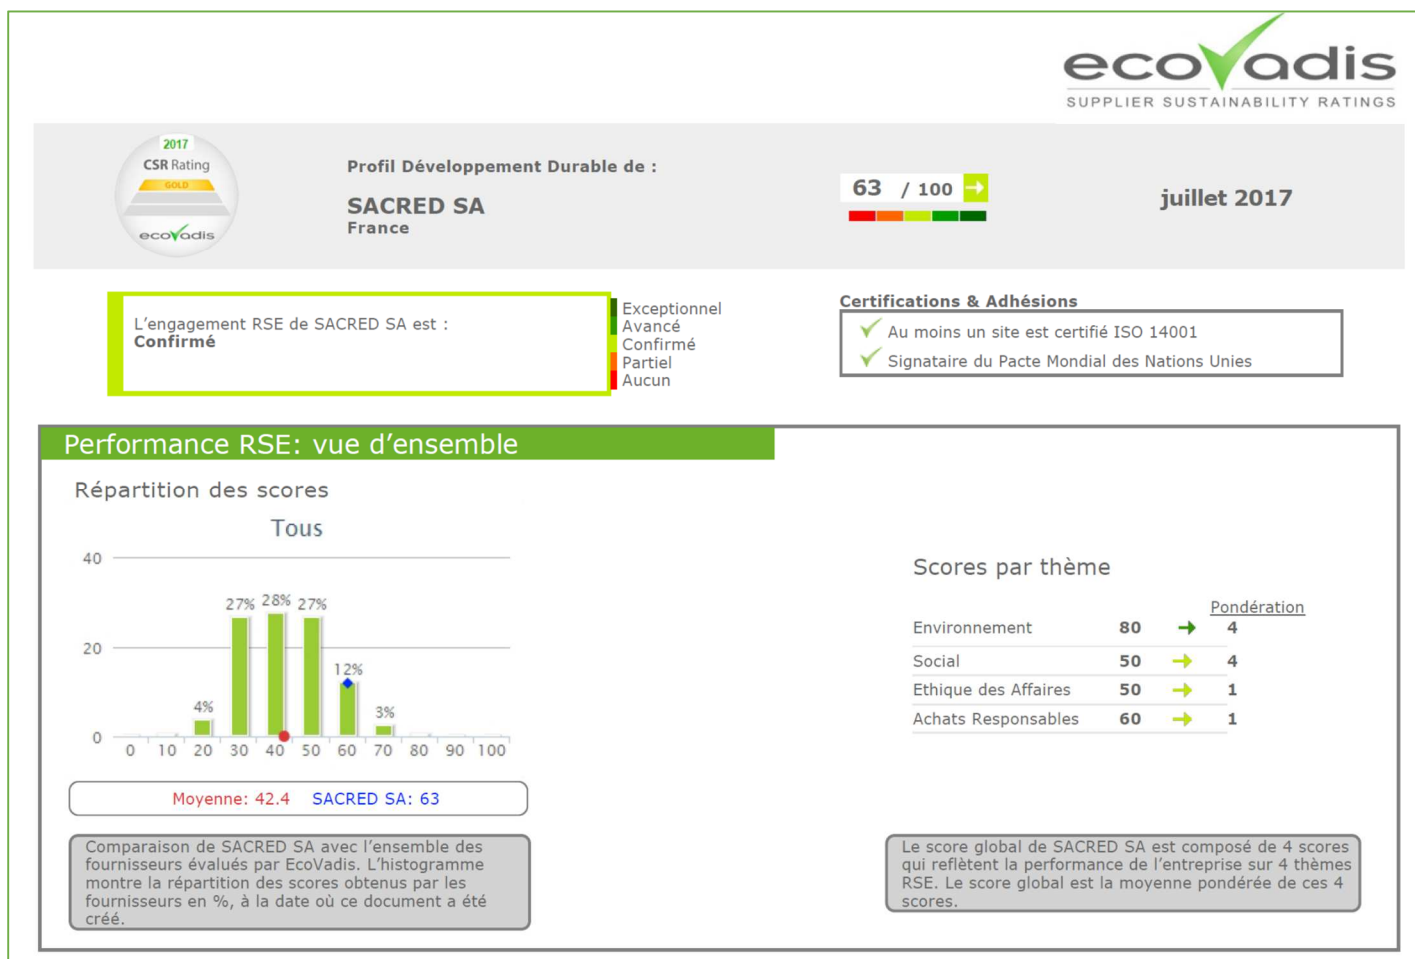 ecovadis
SUPPLIER SUSTAINABILITY RATINGS
2017
CSR Rating
GOLD
ecovadis
Profil Développement Durable de :
SACRED SA
France
63 / 100
juillet 2017
L’engagement RSE de SACRED SA est :
Confirmé
Exceptionnel
Avancé
Confirmé
Partiel
Aucun
Certifications & Adhésions
Au moins un site est certifié ISO 14001
Signataire du Pacte Mondial des Nations Unies
Performance RSE: vue d’ensemble
Répartition des scores
Tous
40
20
0
4%
27%
28%
27%
12%
3%
0 10 20 30 40 50 60 70 80 90 100
Moyenne: 42.4 SACRED SA: 63
Comparaison de SACRED SA avec l’ensemble des
fournisseurs évalués par EcoVadis. L’histogramme
montre la répartition des scores obtenus par les
fournisseurs en %, à la date où ce document a été
créé.
Scores par thème
Pondération
Environnement 80 4
Social 50 4
Ethique des Affaires 50 1
Achats Responsables 60 1
Le score global de SACRED SA est composé de 4 scores
qui reflètent la performance de l’entreprise sur 4 thèmes
RSE. Le score global est la moyenne pondérée de ces 4
scores.